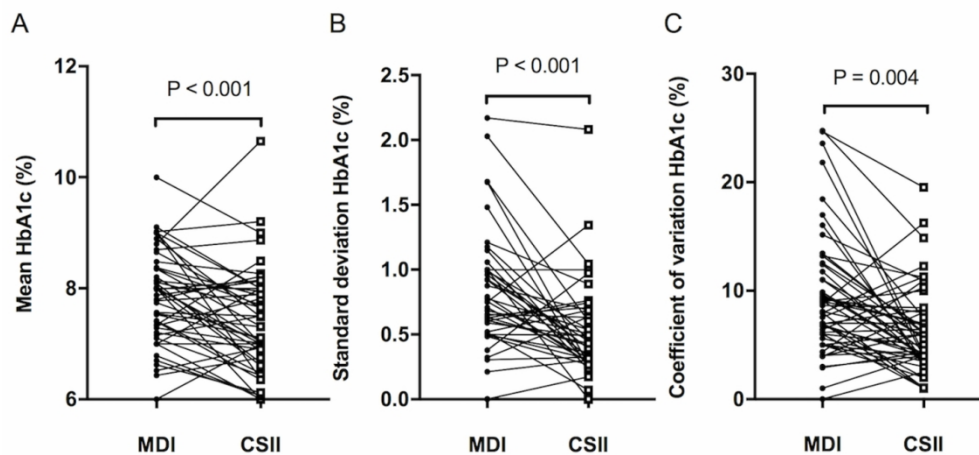 A
P < 0.001
Mean HbA1c (%)
12
10
8
6
MDI
CSII
B
P < 0.001
Standard deviation HbA1c (%)
2.5
2.0
1.5
1.0
0.5
0.0
MDI
CSII
C
P = 0.004
Coefficient of variation HbA1c (%)
30
20
10
0
MDI
CSII